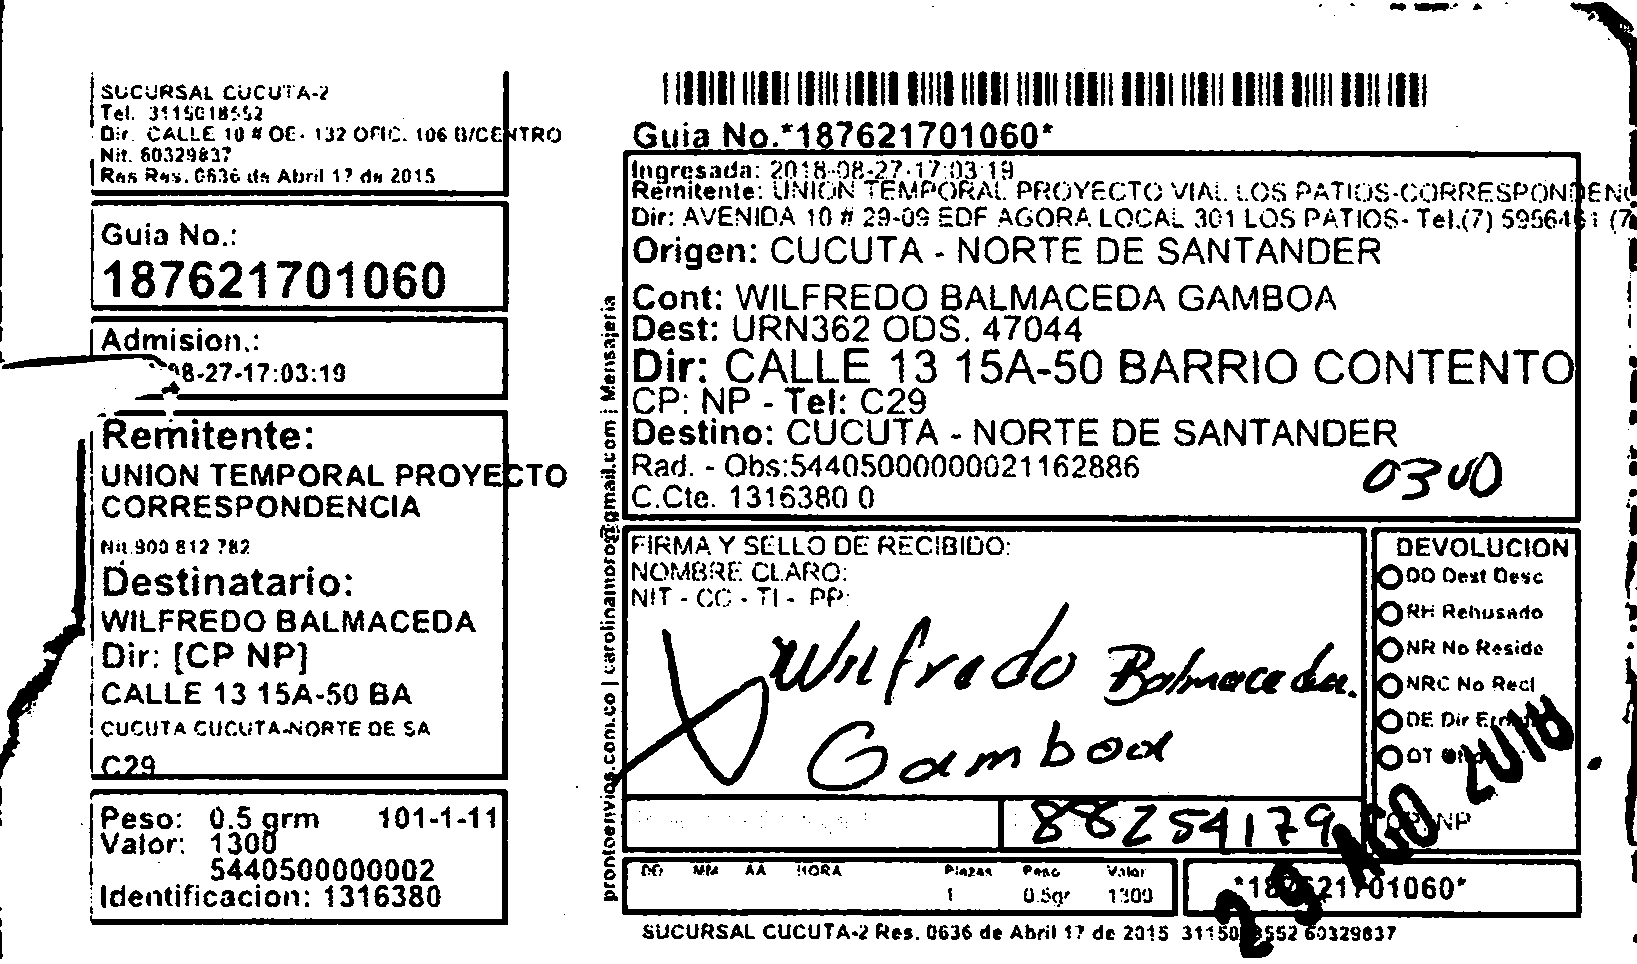 SUCURSAL CUCUTA-2
Tel. 3115018552
Dir. CALLE 10 # OE- 132 OFIC. 106 B/CENTRO
Nit. 60329837
Res Res. 0636 de Abril 17 de 2015
Guia No.:
187621701060
Admision.:
8-27-17:03:19
Remitente:
UNION TEMPORAL PROYECTO
CORRESPONDENCIA
Nit.900 812 782
Destinatario:
WILFREDO BALMACEDA
Dir: [CP NP]
CALLE 13 15A-50 BA
CUCUTA CUCUTA-NORTE DE SA
C29
Peso: 0.5 grm 101-1-11
Valor: 1300
5440500000002
Identificacion: 1316380
prontoenvios.com.co | carolinamoro@gmail.com | Mensajeria
Guia No.*187621701060*
Ingresada: 2018-08-27-17:03:19
Remitente: UNION TEMPORAL PROYECTO VIAL LOS PATIOS-CORRESPONDENC
Dir: AVENIDA 10 # 29-09 EDF AGORA LOCAL 301 LOS PATIOS- Tel.(7) 5956461 (7
Origen: CUCUTA - NORTE DE SANTANDER
Cont: WILFREDO BALMACEDA GAMBOA
Dest: URN362 ODS. 47044
Dir: CALLE 13 15A-50 BARRIO CONTENTO
CP: NP - Tel: C29
Destino: CUCUTA - NORTE DE SANTANDER
Rad. - Obs:54405000000021162886
0300
C.Cte. 1316380 0
FIRMA Y SELLO DE RECIBIDO:
NOMBRE CLARO:
NIT - CC - TI - PP:
Wilfredo Balmaceda.
Gamboa
88254179
DEVOLUCION
DD Dest Desc
RH Rehusado
NR No Reside
NRC No Recl
DE Dir
OT
NP
29 AGO 2018
DD MM AA HORA Piezas Peso Valor
1 0.5gr 1300
*187621701060*
SUCURSAL CUCUTA-2 Res. 0636 de Abril 17 de 2015 3115018552 60329837